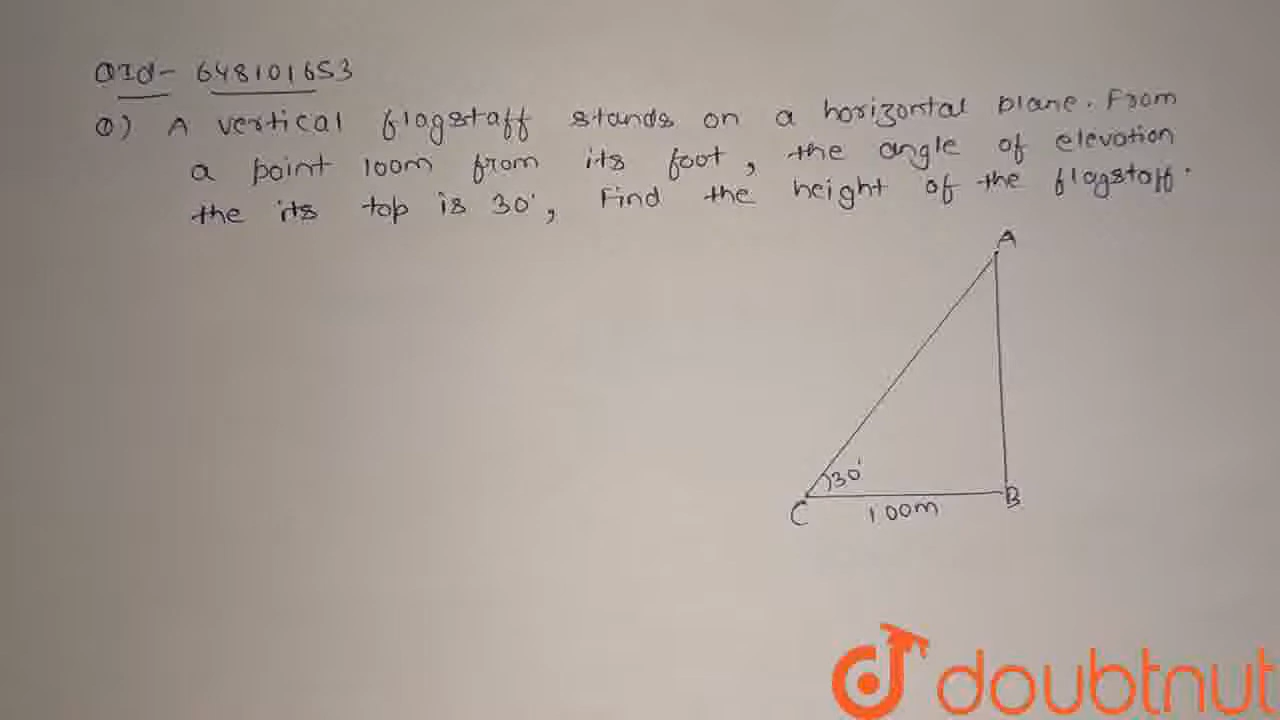 QId- 648101653
Q) A vertical flagstaff stands on a horizontal plane. From
a point 100m from its foot, the angle of elevation
the its top is 30°, Find the height of the flagstaff.
A
30°
C
100m
B
doubtnut